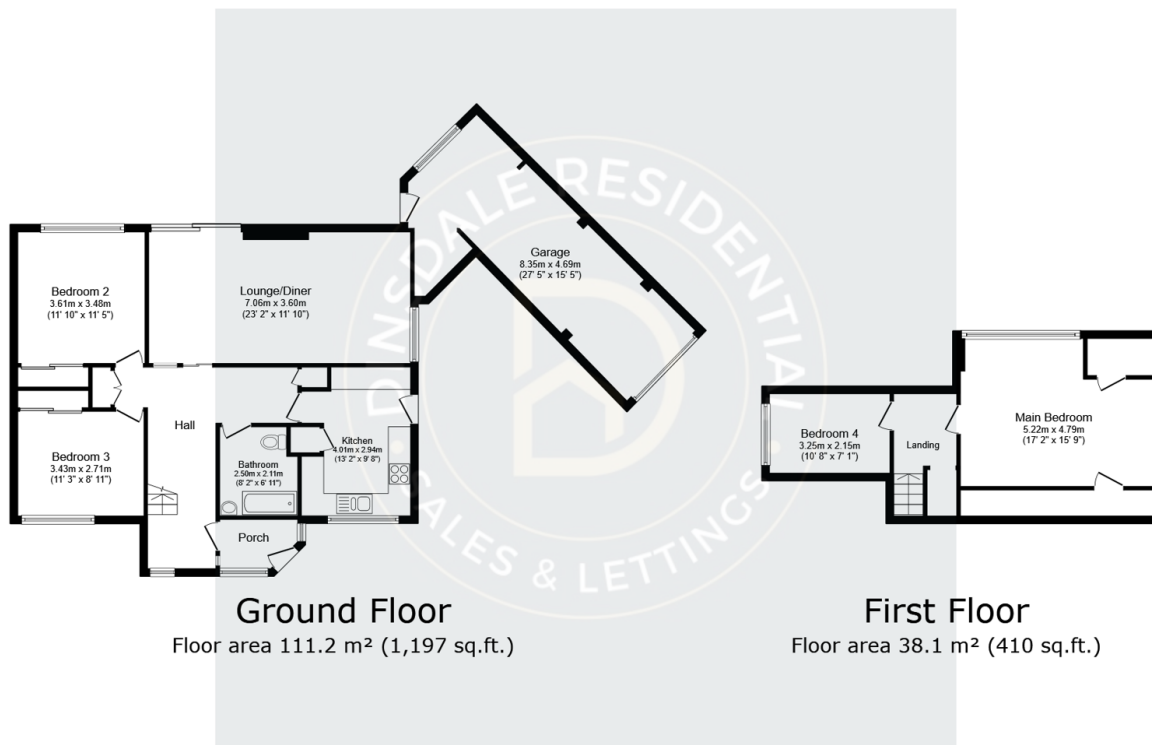 DINSDALE RESIDENTIAL
SALES & LETTINGS
Garage
8.35m x 4.69m
(27' 5" x 15' 5")
Bedroom 2
3.61m x 3.48m
(11' 10" x 11' 5")
Lounge/Diner
7.06m x 3.60m
(23' 2" x 11' 10")
Hall
Kitchen
4.01m x 2.94m
(13' 2" x 9' 8")
Bedroom 3
3.43m x 2.71m
(11' 3" x 8' 11")
Bathroom
2.50m x 2.11m
(8' 2" x 6' 11")
Porch
Main Bedroom
5.22m x 4.79m
(17' 2" x 15' 9")
Bedroom 4
3.25m x 2.15m
(10' 8" x 7' 1")
Landing
Ground Floor
Floor area 111.2 m² (1,197 sq.ft.)
First Floor
Floor area 38.1 m² (410 sq.ft.)